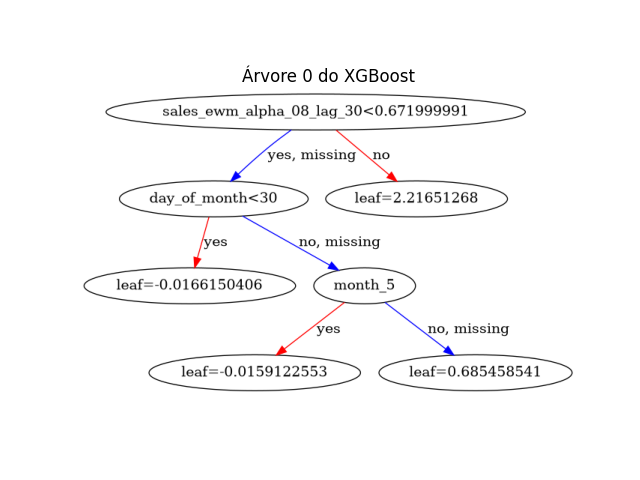 Árvore 0 do XGBoost
sales_ewm_alpha_08_lag_30<0.671999991
yes, missing
no
day_of_month<30
leaf=2.21651268
yes
no, missing
leaf=-0.0166150406
month_5
yes
no, missing
leaf=-0.0159122553
leaf=0.685458541